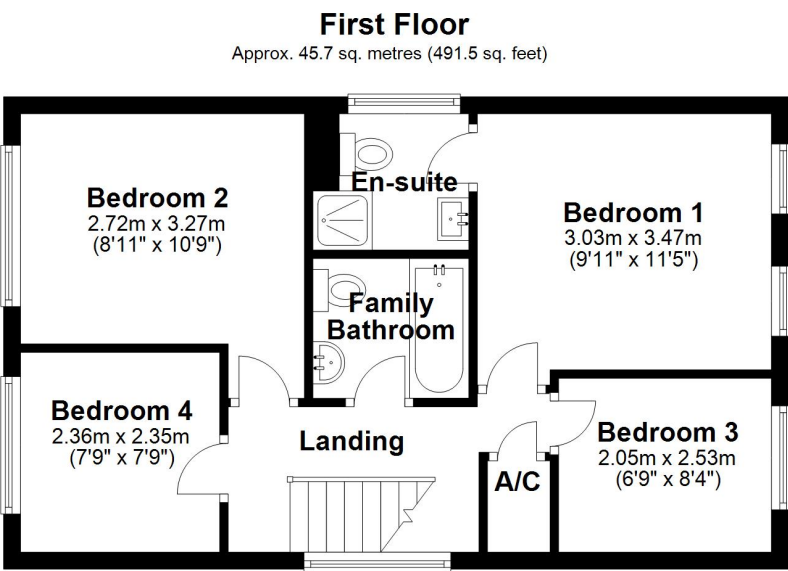 First Floor
Approx. 45.7 sq. metres (491.5 sq. feet)
Bedroom 2
2.72m x 3.27m
(8'11" x 10'9")
En-suite
Bedroom 1
3.03m x 3.47m
(9'11" x 11'5")
Family
Bathroom
Bedroom 4
2.36m x 2.35m
(7'9" x 7'9")
Landing
A/C
Bedroom 3
2.05m x 2.53m
(6'9" x 8'4")